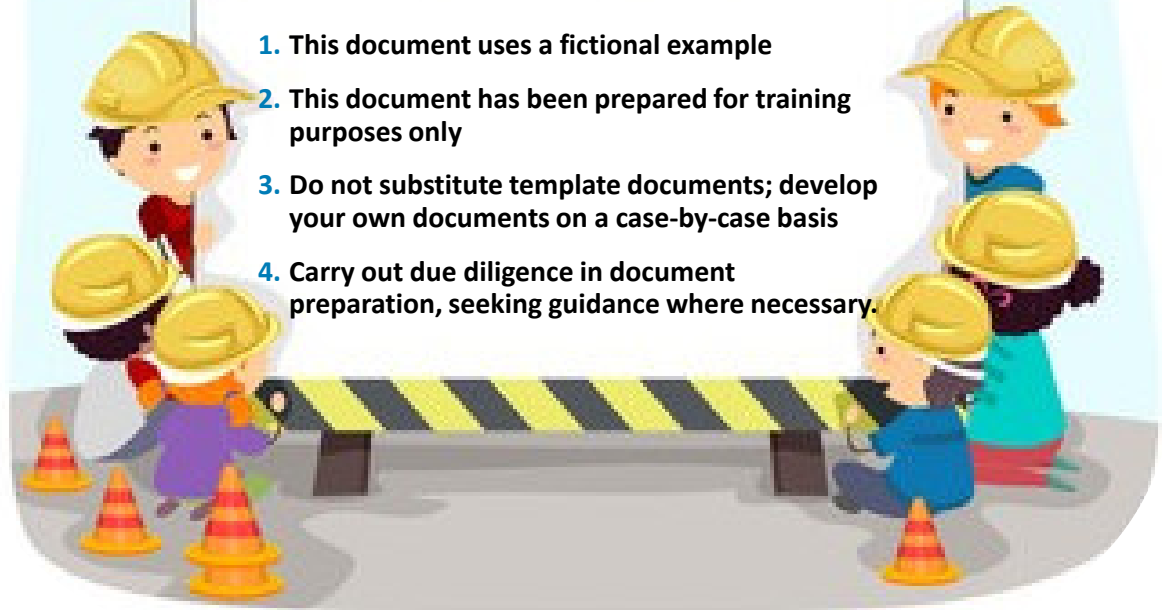 1. This document uses a fictional example
2. This document has been prepared for training
purposes only
3. Do not substitute template documents; develop
your own documents on a case-by-case basis
4. Carry out due diligence in document
preparation, seeking guidance where necessary.